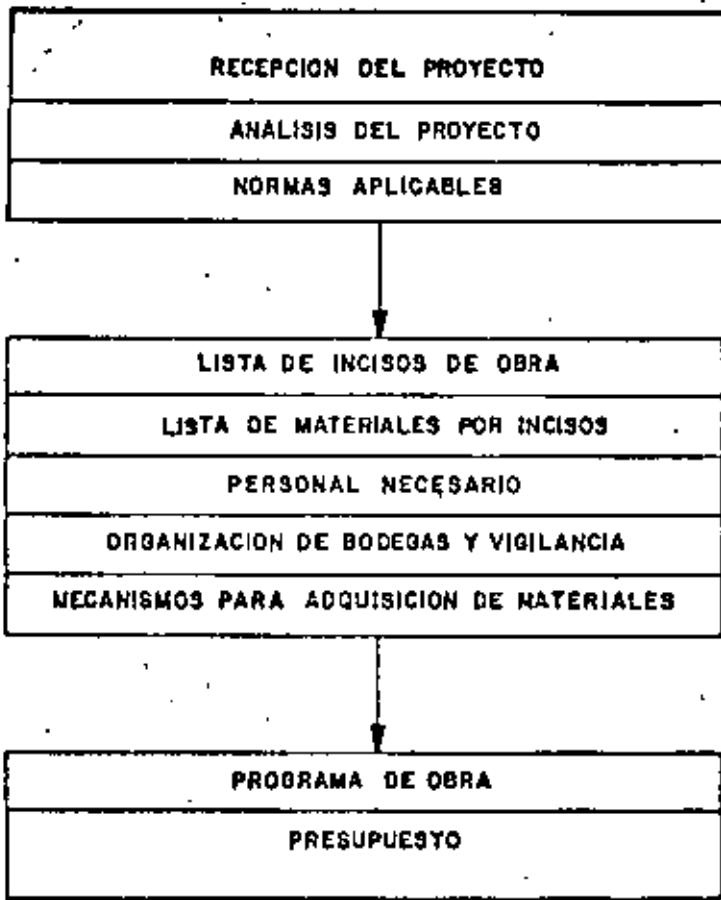 RECEPCION DEL PROYECTO
ANALISIS DEL PROYECTO
NORMAS APLICABLES
LISTA DE INCISOS DE OBRA
LISTA DE MATERIALES POR INCISOS
PERSONAL NECESARIO
ORGANIZACION DE BODEGAS Y VIGILANCIA
MECANISMOS PARA ADQUISICION DE MATERIALES
PROGRAMA DE OBRA
PRESUPUESTO